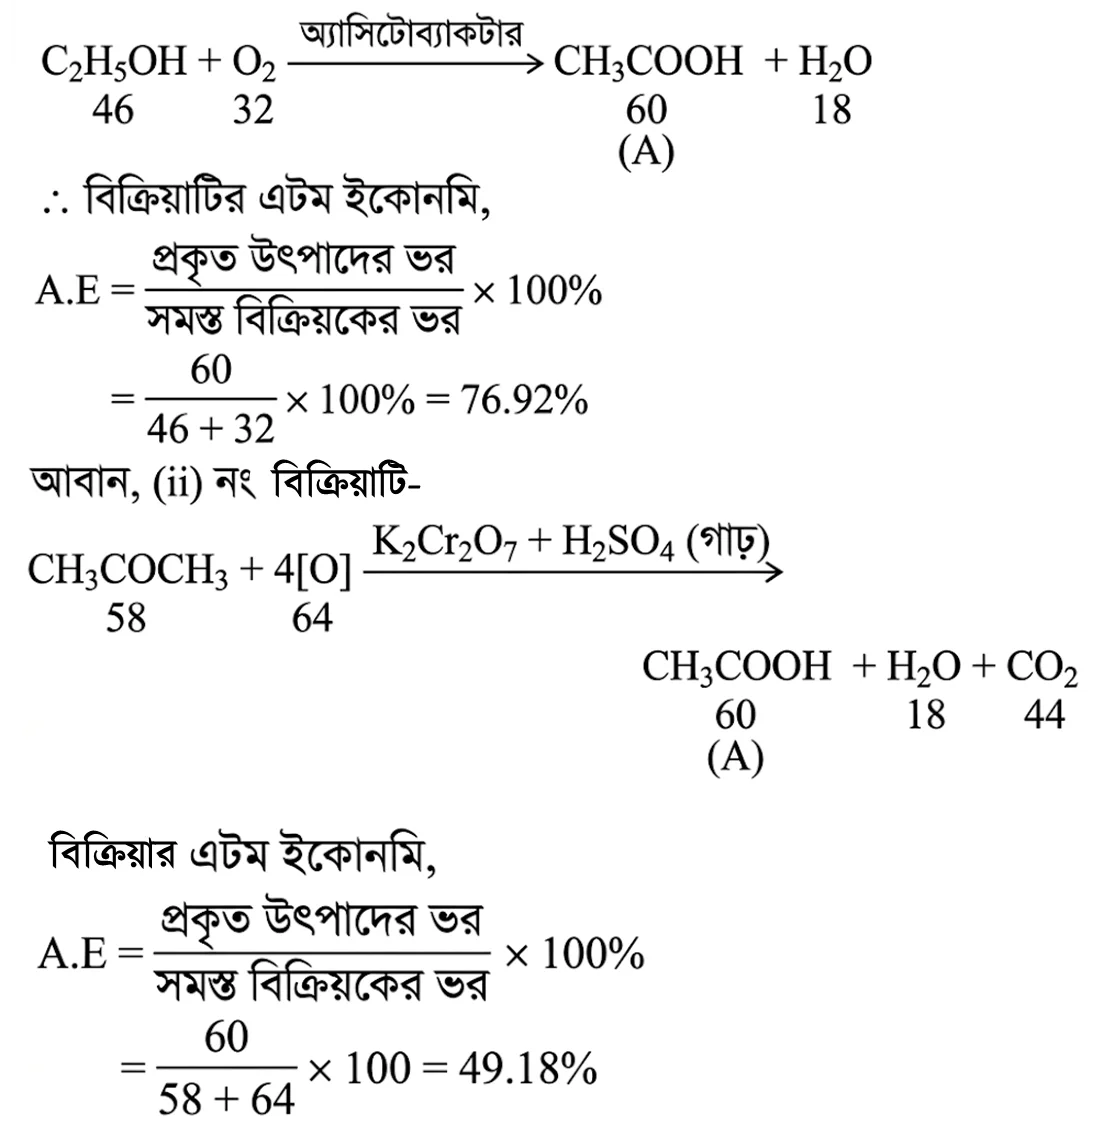 অ্যাসিটোব্যাকটার
C₂H₅OH + O₂ ⟶ CH₃COOH + H₂O
46 32 60 18
(A)
∴ বিক্রিয়াটির এটম ইকোনমি,
প্রকৃত উৎপাদের ভর
A.E = × 100%
সমস্ত বিক্রিয়কের ভর
60
= × 100% = 76.92%
46 + 32
আবান, (ii) নং বিক্রিয়াটি-
K₂Cr₂O₇ + H₂SO₄ (গাঢ়)
CH₃COCH₃ + 4[O] ⟶
58 64
CH₃COOH + H₂O + CO₂
60 18 44
(A)
বিক্রিয়ার এটম ইকোনমি,
প্রকৃত উৎপাদের ভর
A.E = × 100%
সমস্ত বিক্রিয়কের ভর
60
= × 100 = 49.18%
58 + 64